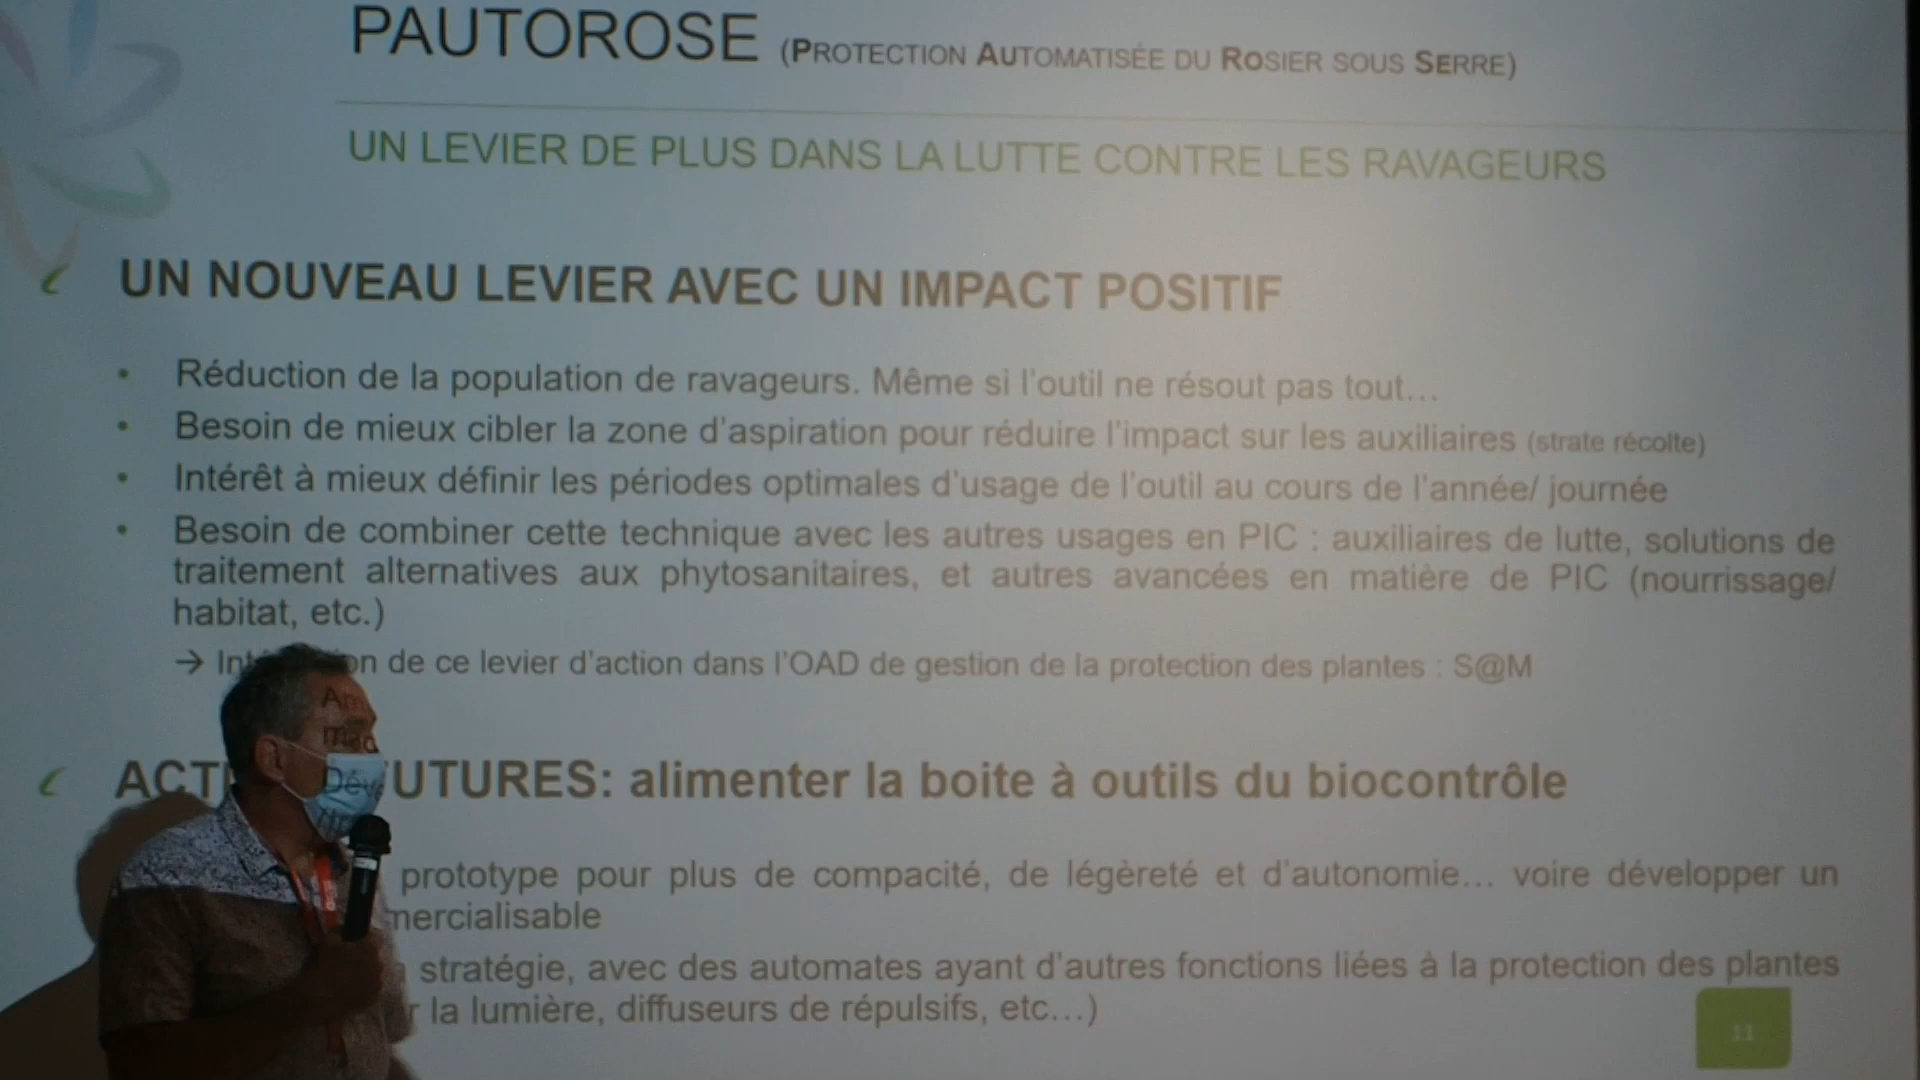 PAUTOROSE (PROTECTION AUTOMATISÉE DU ROSIER SOUS SERRE)
UN LEVIER DE PLUS DANS LA LUTTE CONTRE LES RAVAGEURS
UN NOUVEAU LEVIER AVEC UN IMPACT POSITIF
• Réduction de la population de ravageurs. Même si l'outil ne résout pas tout…
• Besoin de mieux cibler la zone d'aspiration pour réduire l'impact sur les auxiliaires (strate récolte)
• Intérêt à mieux définir les périodes optimales d'usage de l'outil au cours de l'année/ journée
• Besoin de combiner cette technique avec les autres usages en PIC : auxiliaires de lutte, solutions de
traitement alternatives aux phytosanitaires, et autres avancées en matière de PIC (nourrissage/
habitat, etc.)
→ de ce levier d'action dans l'OAD de gestion de la protection des plantes : S@M
UTURES: alimenter la boite à outils du biocontrôle
prototype pour plus de compacité, de légèreté et d'autonomie… voire développer un
mercialisable
stratégie, avec des automates ayant d'autres fonctions liées à la protection des plantes
la lumière, diffuseurs de répulsifs, etc…)
11